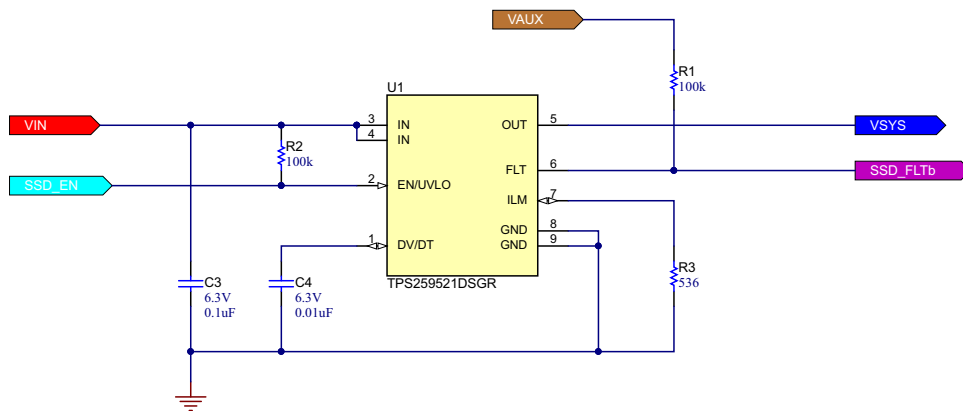 VAUX
R1
100k
U1
VIN
3
IN
4
IN
OUT
5
VSYS
R2
100k
FLT
6
SSD_FLTb
SSD_EN
2
EN/UVLO
ILM
7
GND
8
GND
9
1
DV/DT
TPS259521DSGR
C3
6.3V
0.1uF
C4
6.3V
0.01uF
R3
536